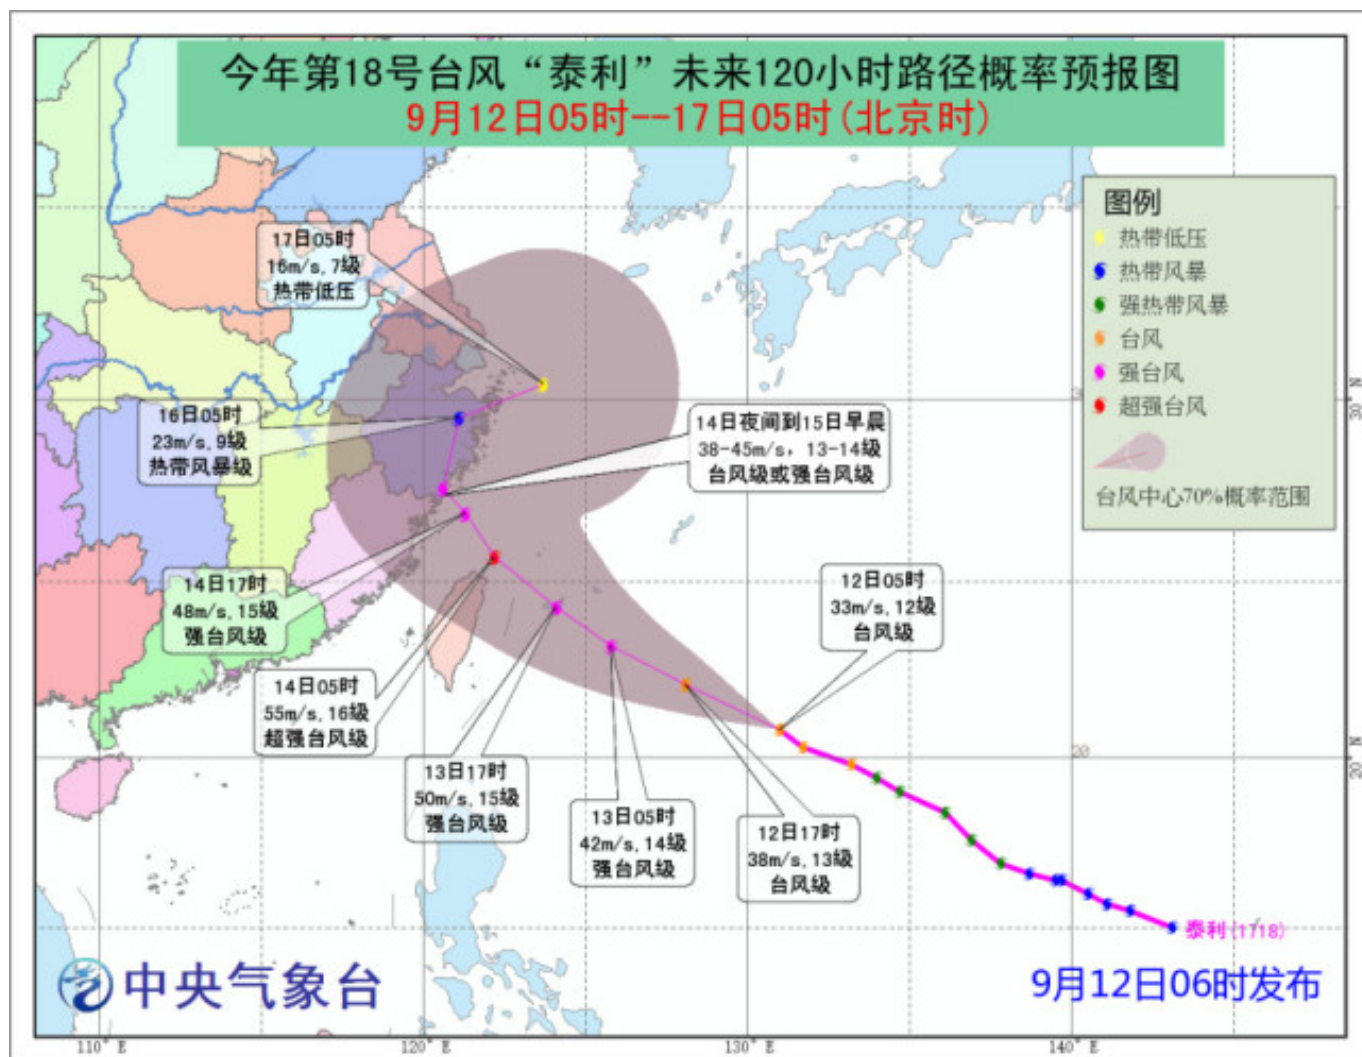 今年第18号台风“泰利”未来120小时路径概率预报图
9月12日05时--17日05时(北京时)
图例
热带低压
热带风暴
强热带风暴
台风
强台风
超强台风
台风中心70%概率范围
17日05时
16m/s,7级
热带低压
16日05时
23m/s,9级
热带风暴级
14日夜间到15日早晨
38-45m/s，13-14级
台风级或强台风级
14日17时
48m/s,15级
强台风级
12日05时
33m/s,12级
台风级
14日05时
55m/s,16级
超强台风级
13日17时
50m/s,15级
强台风级
13日05时
42m/s,14级
强台风级
12日17时
38m/s,13级
台风级
30° N
20
20° N
泰利(1718)
中央气象台
9月12日06时发布
110° E
120° E
130° E
140° E